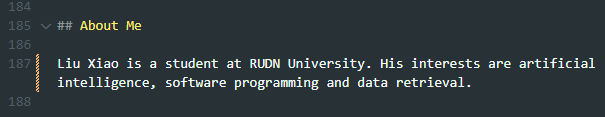 184
185 ## About Me
186
187 Liu Xiao is a student at RUDN University. His interests are artificial
intelligence, software programming and data retrieval.
188